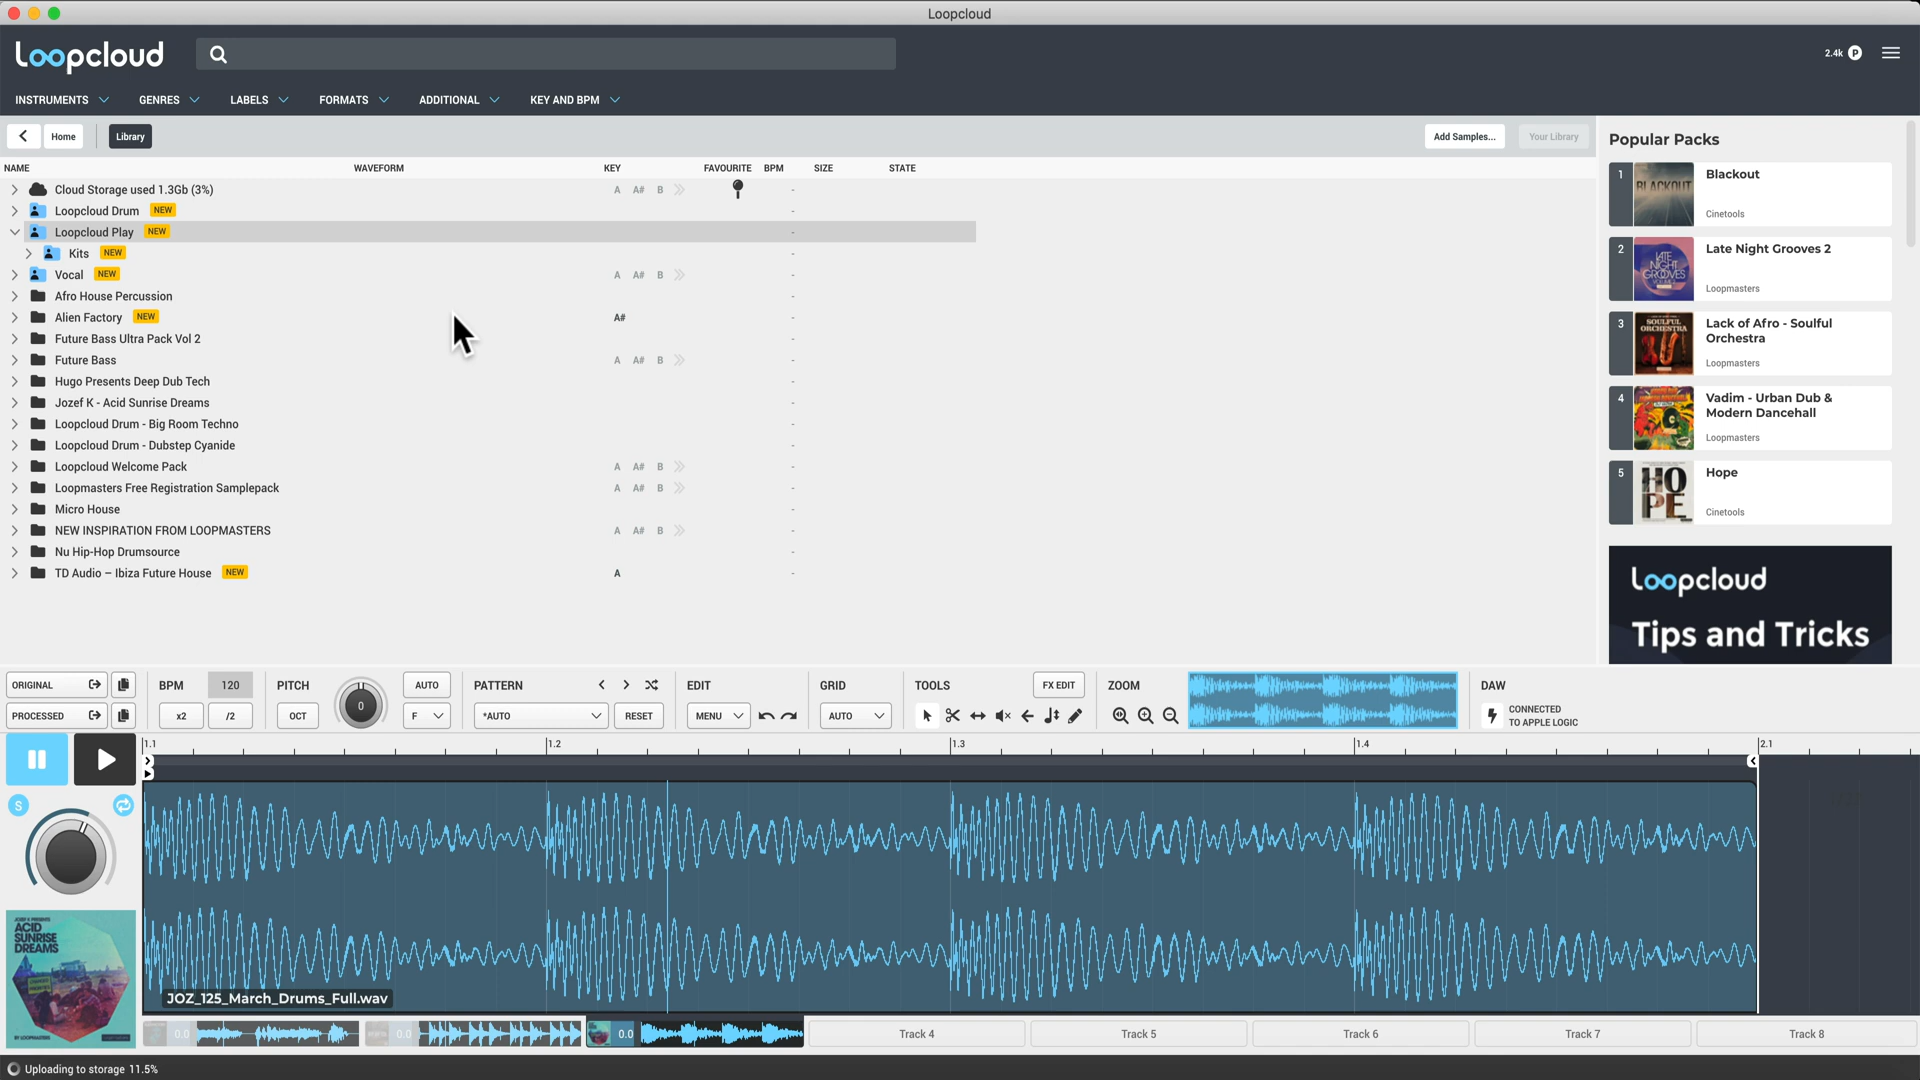 Loopcloud
Loopcloud
2.4k P
INSTRUMENTS GENRES LABELS FORMATS ADDITIONAL KEY AND BPM
Home Library Add Samples... Your Library
NAME WAVEFORM KEY FAVOURITE BPM SIZE STATE
Cloud Storage used 1.3Gb (3%) A A# B -
Loopcloud Drum NEW -
Loopcloud Play NEW -
Kits NEW -
Vocal NEW A A# B -
Afro House Percussion -
Alien Factory NEW A# -
Future Bass Ultra Pack Vol 2 -
Future Bass A A# B -
Hugo Presents Deep Dub Tech -
Jozef K - Acid Sunrise Dreams -
Loopcloud Drum - Big Room Techno -
Loopcloud Drum - Dubstep Cyanide -
Loopcloud Welcome Pack A A# B -
Loopmasters Free Registration Samplepack A A# B -
Micro House -
NEW INSPIRATION FROM LOOPMASTERS A A# B -
Nu Hip-Hop Drumsource -
TD Audio – Ibiza Future House NEW A -
Popular Packs
1 BLACKOUT Blackout
Cinetools
2 LATE NIGHT GROOVES Late Night Grooves 2
Loopmasters
3 SOULFUL ORCHESTRA Lack of Afro - Soulful
Orchestra
Loopmasters
4 Vadim - Urban Dub &
Modern Dancehall
Loopmasters
5 HOPE Hope
Cinetools
Loopcloud
Tips and Tricks
ORIGINAL BPM 120 PITCH 0 AUTO PATTERN EDIT GRID TOOLS FX EDIT ZOOM DAW
PROCESSED x2 /2 OCT F *AUTO RESET MENU AUTO CONNECTED
TO APPLE LOGIC
1.1 1.2 1.3 1.4 2.1
S
ACID
SUNRISE
DREAMS
BY LOOPMASTERS
JOZ_125_March_Drums_Full.wav
0.0 0.0 0.0 Track 4 Track 5 Track 6 Track 7 Track 8
Uploading to storage 11.5%